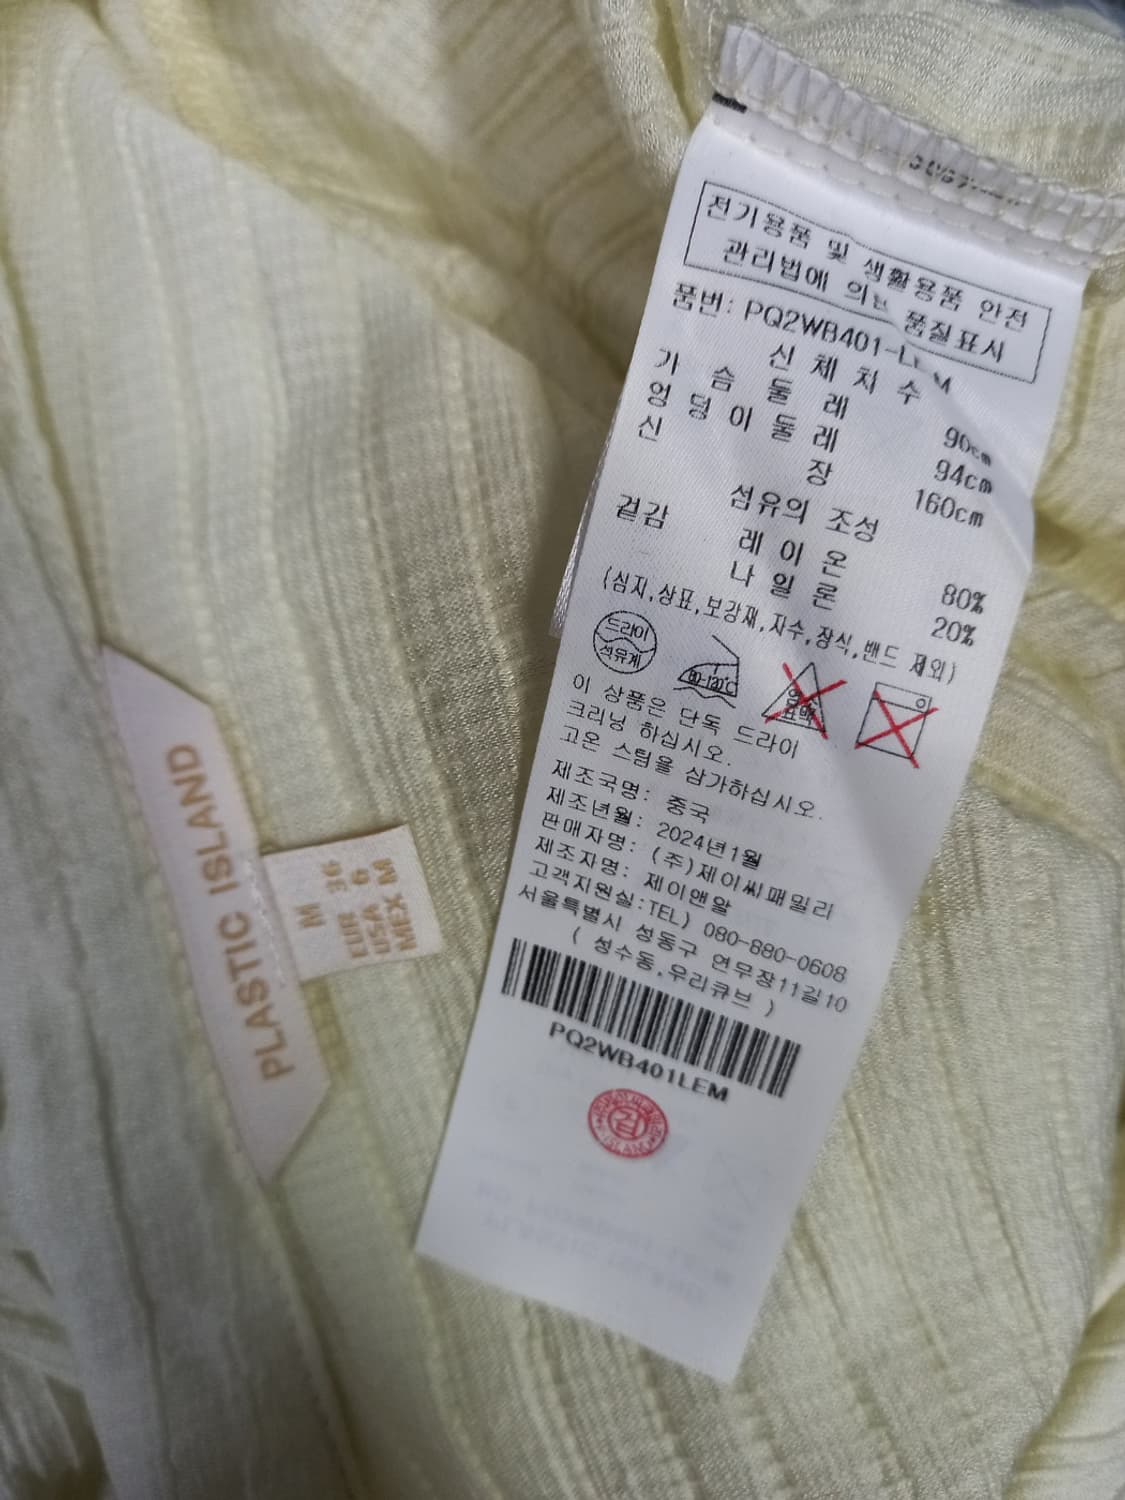 PLASTIC ISLAND
M
EUR 36
USA 6
MEX M
전기용품 및 생활용품 안전
관리법에 의한 품질표시
품번: PQ2WB401-LEM
신체치수
가슴둘레 90cm
엉덩이둘레 94cm
신장 160cm
섬유의 조성
겉감 레이온 80%
나일론 20%
(심지,상표,보강재,자수,장식,밴드 제외)
드라이
석유계
80-120℃
염소
표백
이 상품은 단독 드라이
크리닝 하십시오.
고온 스팀을 삼가하십시오.
제조국명: 중국
제조년월: 2024년1월
판매자명: (주)제이씨패밀리
제조자명: 제이앤알
고객지원실:TEL) 080-880-0608
서울특별시 성동구 연무장11길10
( 성수동,우리큐브 )
PQ2WB401LEM
검